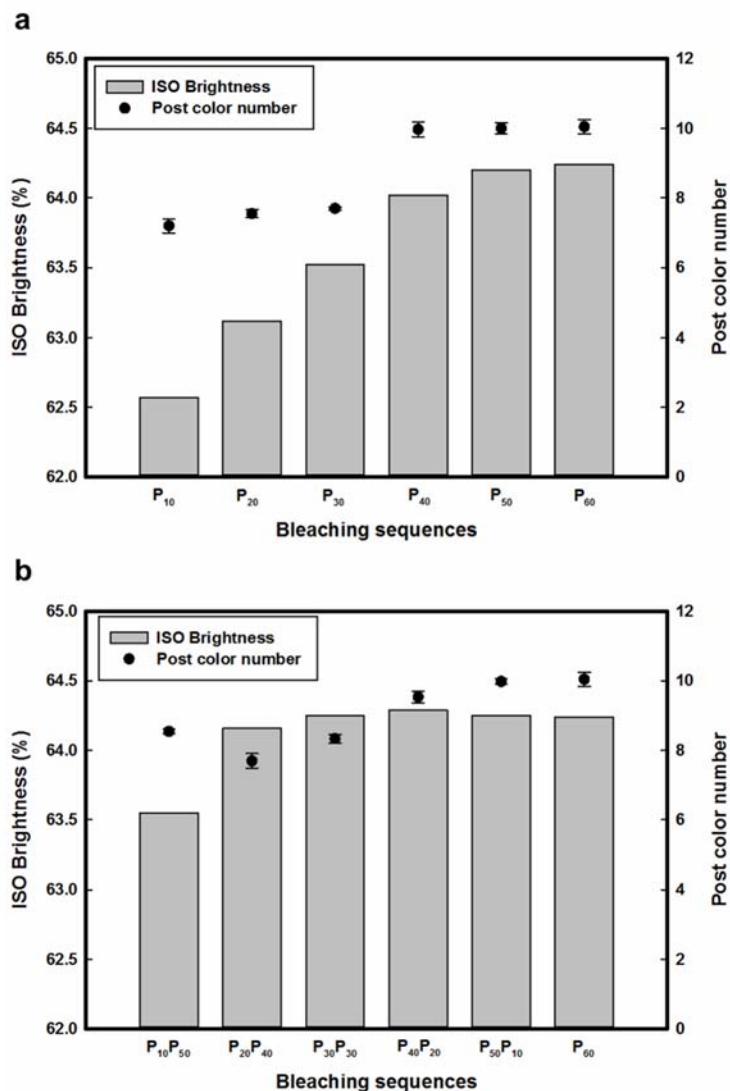 a
65.0
64.5
64.0
63.5
63.0
62.5
62.0
ISO Brightness (%)
ISO Brightness
Post color number
12
10
8
6
4
2
0
Post color number
P₁₀ P₂₀ P₃₀ P₄₀ P₅₀ P₆₀
Bleaching sequences
b
65.0
64.5
64.0
63.5
63.0
62.5
62.0
ISO Brightness (%)
ISO Brightness
Post color number
12
10
8
6
4
2
0
Post color number
P₁₀P₅₀ P₂₀P₄₀ P₃₀P₃₀ P₄₀P₂₀ P₅₀P₁₀ P₆₀
Bleaching sequences